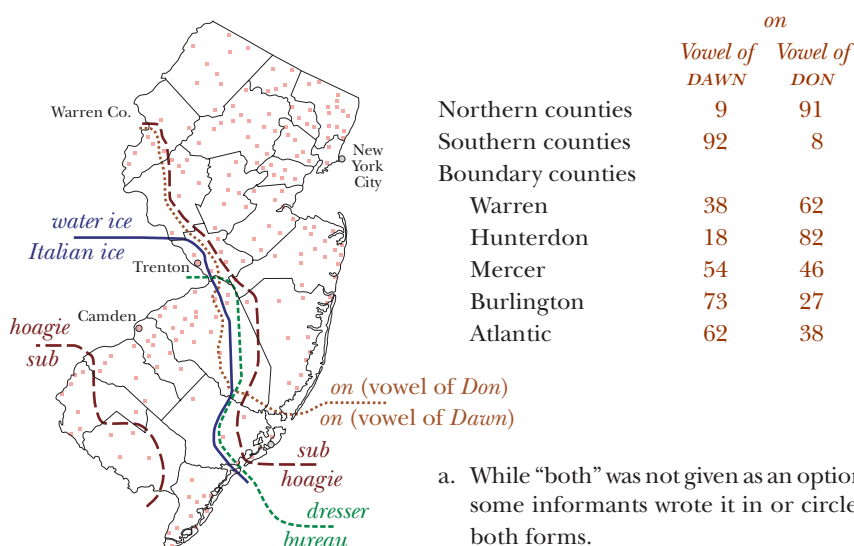 Warren Co.
New
York
City
water ice
Italian ice
Trenton
Camden
hoagie
sub
on (vowel of Don)
on (vowel of Dawn)
sub
hoagie
dresser
bureau
on
Vowel of Vowel of
DAWN DON
Northern counties 9 91
Southern counties 92 8
Boundary counties
Warren 38 62
Hunterdon 18 82
Mercer 54 46
Burlington 73 27
Atlantic 62 38
a. While “both” was not given as an option
some informants wrote it in or circle
both forms.